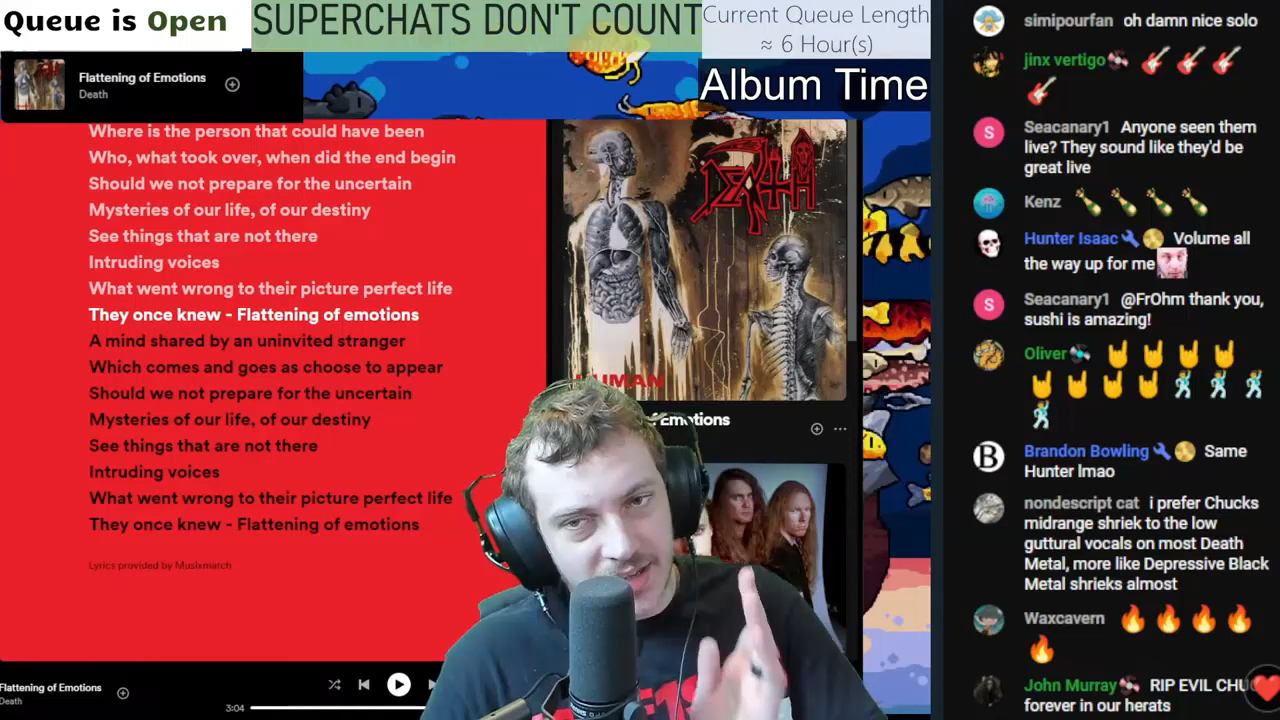 Queue is Open
SUPERCHATS DON'T COUNT
Current Queue Length
≈ 6 Hour(s)
Album Time
Flattening of Emotions
Death
Where is the person that could have been
Who, what took over, when did the end begin
Should we not prepare for the uncertain
Mysteries of our life, of our destiny
See things that are not there
Intruding voices
What went wrong to their picture perfect life
They once knew - Flattening of emotions
A mind shared by an uninvited stranger
Which comes and goes as choose to appear
Should we not prepare for the uncertain
Mysteries of our life, of our destiny
See things that are not there
Intruding voices
What went wrong to their picture perfect life
They once knew - Flattening of emotions
Lyrics provided by Musixmatch
DEATH
HUMAN
Emotions
Flattening of Emotions
Death
3:04
simipourfan oh damn nice solo
jinx vertigo
S
Seacanary1 Anyone seen them
live? They sound like they'd be
great live
Kenz
Hunter Isaac Volume all
the way up for me
S
Seacanary1 @FrOhm thank you,
sushi is amazing!
Oliver
B
Brandon Bowling Same
Hunter lmao
nondescript cat i prefer Chucks
midrange shriek to the low
guttural vocals on most Death
Metal, more like Depressive Black
Metal shrieks almost
Waxcavern
John Murray RIP EVIL CHU
forever in our herats